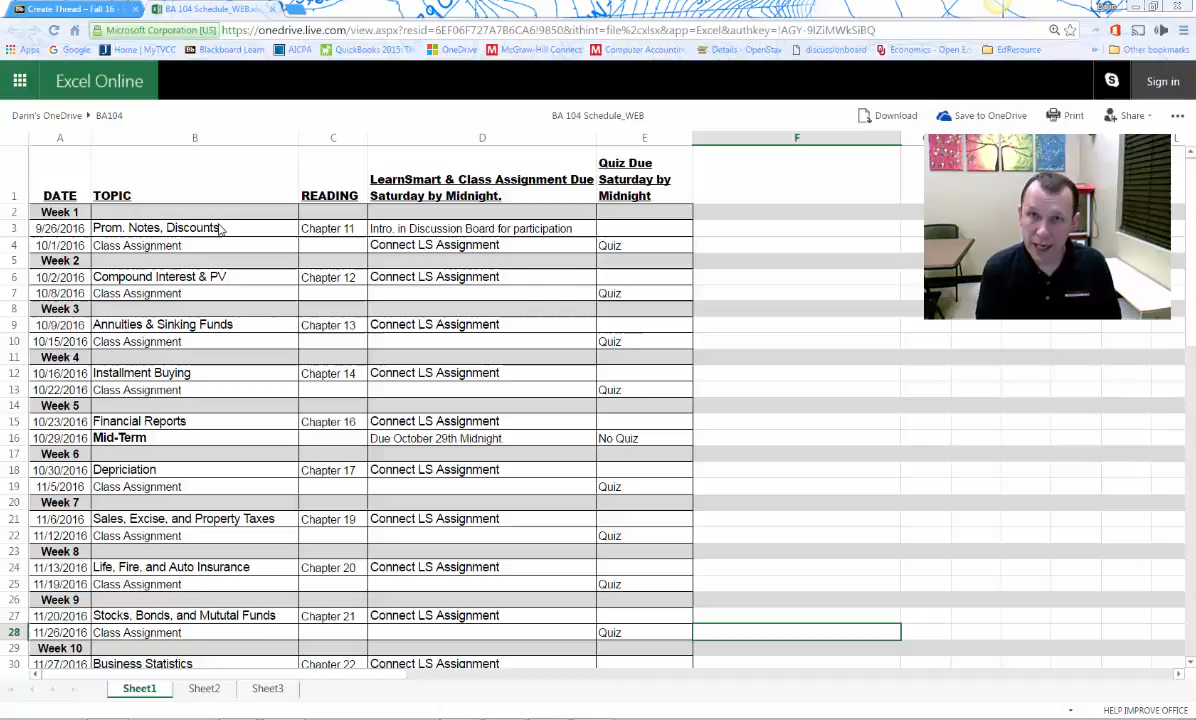 Create Thread – Fall 16 -
BA 104 Schedule_WEB.xls
Microsoft Corporation [US]
https://onedrive.live.com/view.aspx?resid=6EF06F727A7B6CA6!9850&ithint=file%2cxlsx&app=Excel&authkey=!AGY-9IZiMWkSibQ
Apps Google Home | MyTVCC Blackboard Learn AICPA QuickBooks 2015: Th OneDrive McGraw-Hill Connect Computer Accountin Details - OpenStax discussionboard Economics - Open Ed EdResource Other bookmarks
Excel Online Sign in
Darin's OneDrive BA104 BA 104 Schedule_WEB Download Save to OneDrive Print Share
A B C D E F L
1 DATE TOPIC READING LearnSmart & Class Assignment Due Saturday by Midnight. Quiz Due Saturday by Midnight
2 Week 1
3 9/26/2016 Prom. Notes, Discounts Chapter 11 Intro. in Discussion Board for participation
4 10/1/2016 Class Assignment Connect LS Assignment Quiz
5 Week 2
6 10/2/2016 Compound Interest & PV Chapter 12 Connect LS Assignment
7 10/8/2016 Class Assignment Quiz
8 Week 3
9 10/9/2016 Annuities & Sinking Funds Chapter 13 Connect LS Assignment
10 10/15/2016 Class Assignment Quiz
11 Week 4
12 10/16/2016 Installment Buying Chapter 14 Connect LS Assignment
13 10/22/2016 Class Assignment Quiz
14 Week 5
15 10/23/2016 Financial Reports Chapter 16 Connect LS Assignment
16 10/29/2016 Mid-Term Due October 29th Midnight No Quiz
17 Week 6
18 10/30/2016 Depriciation Chapter 17 Connect LS Assignment
19 11/5/2016 Class Assignment Quiz
20 Week 7
21 11/6/2016 Sales, Excise, and Property Taxes Chapter 19 Connect LS Assignment
22 11/12/2016 Class Assignment Quiz
23 Week 8
24 11/13/2016 Life, Fire, and Auto Insurance Chapter 20 Connect LS Assignment
25 11/19/2016 Class Assignment Quiz
26 Week 9
27 11/20/2016 Stocks, Bonds, and Mututal Funds Chapter 21 Connect LS Assignment
28 11/26/2016 Class Assignment Quiz
29 Week 10
30 11/27/2016 Business Statistics Chapter 22 Connect LS Assignment
Sheet1 Sheet2 Sheet3
HELP IMPROVE OFFICE